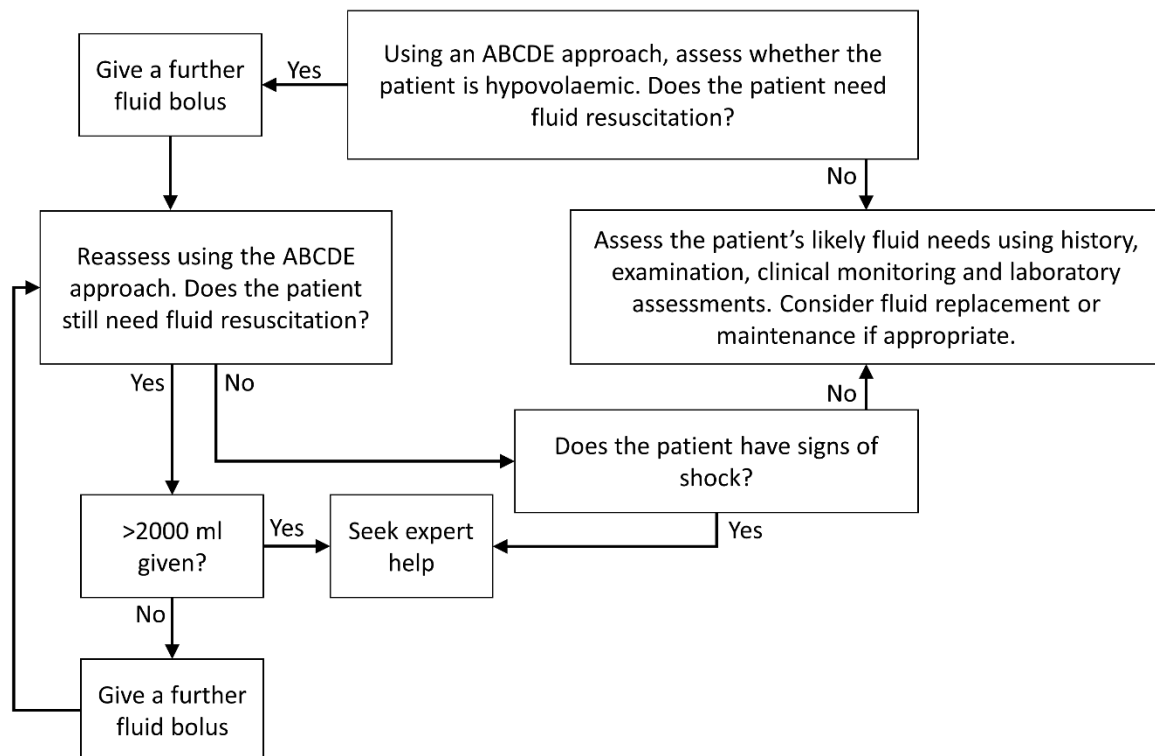 Using an ABCDE approach, assess whether the
patient is hypovolaemic. Does the patient need
fluid resuscitation?
Yes
Give a further
fluid bolus
No
Reassess using the ABCDE
approach. Does the patient
still need fluid resuscitation?
Assess the patient’s likely fluid needs using history,
examination, clinical monitoring and laboratory
assessments. Consider fluid replacement or
maintenance if appropriate.
Yes
No
No
Does the patient have signs of
shock?
>2000 ml
given?
Yes
Seek expert
help
Yes
No
Give a further
fluid bolus